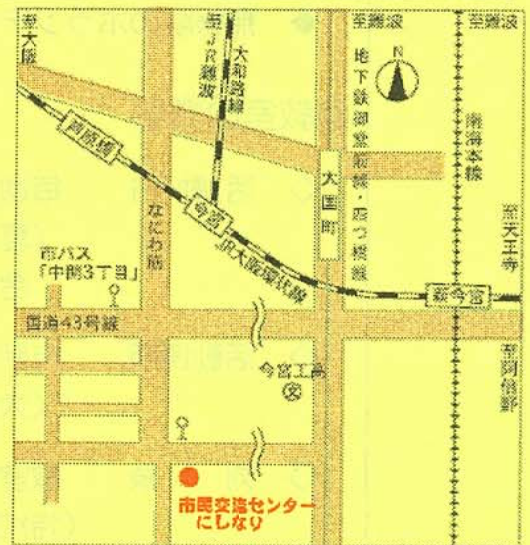 至大阪
至JR難波
大和路線
至難波
地下鉄御堂筋線・四つ橋線
N
至難波
南海本線
至天王寺
芦原橋
今宮
大国町
なにわ筋
JR大阪環状線
新今宮
市バス
「中開3丁目」
国道43号線
今宮工高
文
至阿倍野
市民交流センター
にしなり